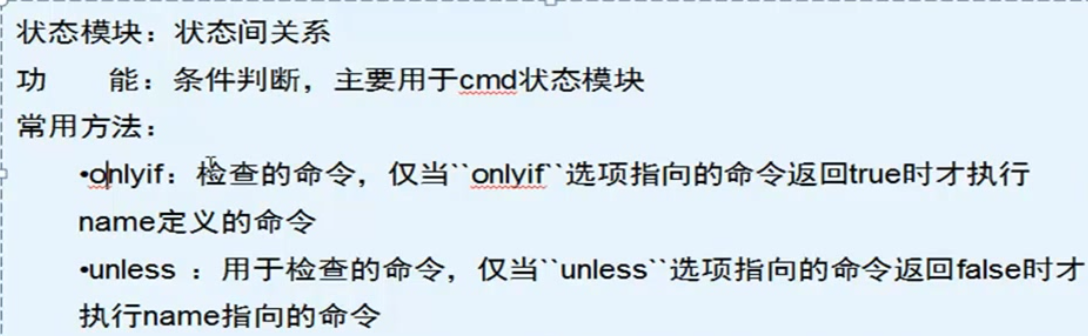 状态模块：状态间关系
功 能：条件判断，主要用于cmd状态模块
常用方法：
•onlyif：检查的命令，仅当``onlyif``选项指向的命令返回true时才执行
name定义的命令
•unless ：用于检查的命令，仅当``unless``选项指向的命令返回false时才
执行name指向的命令